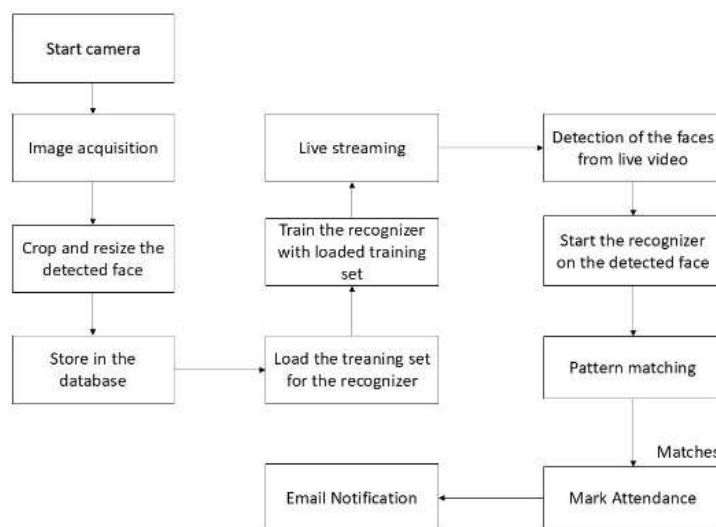 Start camera
Image acquisition
Crop and resize the
detected face
Store in the
database
Load the treaning set
for the recognizer
Train the recognizer
with loaded training
set
Live streaming
Detection of the faces
from live video
Start the recognizer
on the detected face
Pattern matching
Matches
Mark Attendance
Email Notification